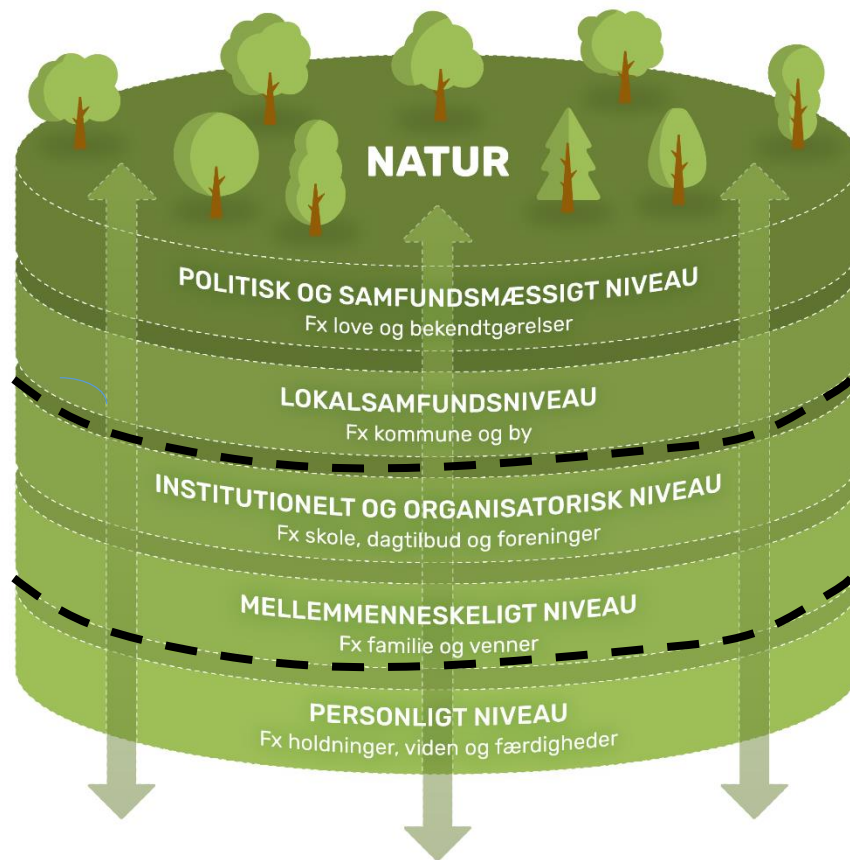 NATUR
POLITISK OG SAMFUNDSMÆSSIGT NIVEAU
Fx love og bekendtgørelser
LOKALSAMFUNDSNIVEAU
Fx kommune og by
INSTITUTIONELT OG ORGANISATORISK NIVEAU
Fx skole, dagtilbud og foreninger
MELLEMMENNESKELIGT NIVEAU
Fx familie og venner
PERSONLIGT NIVEAU
Fx holdninger, viden og færdigheder